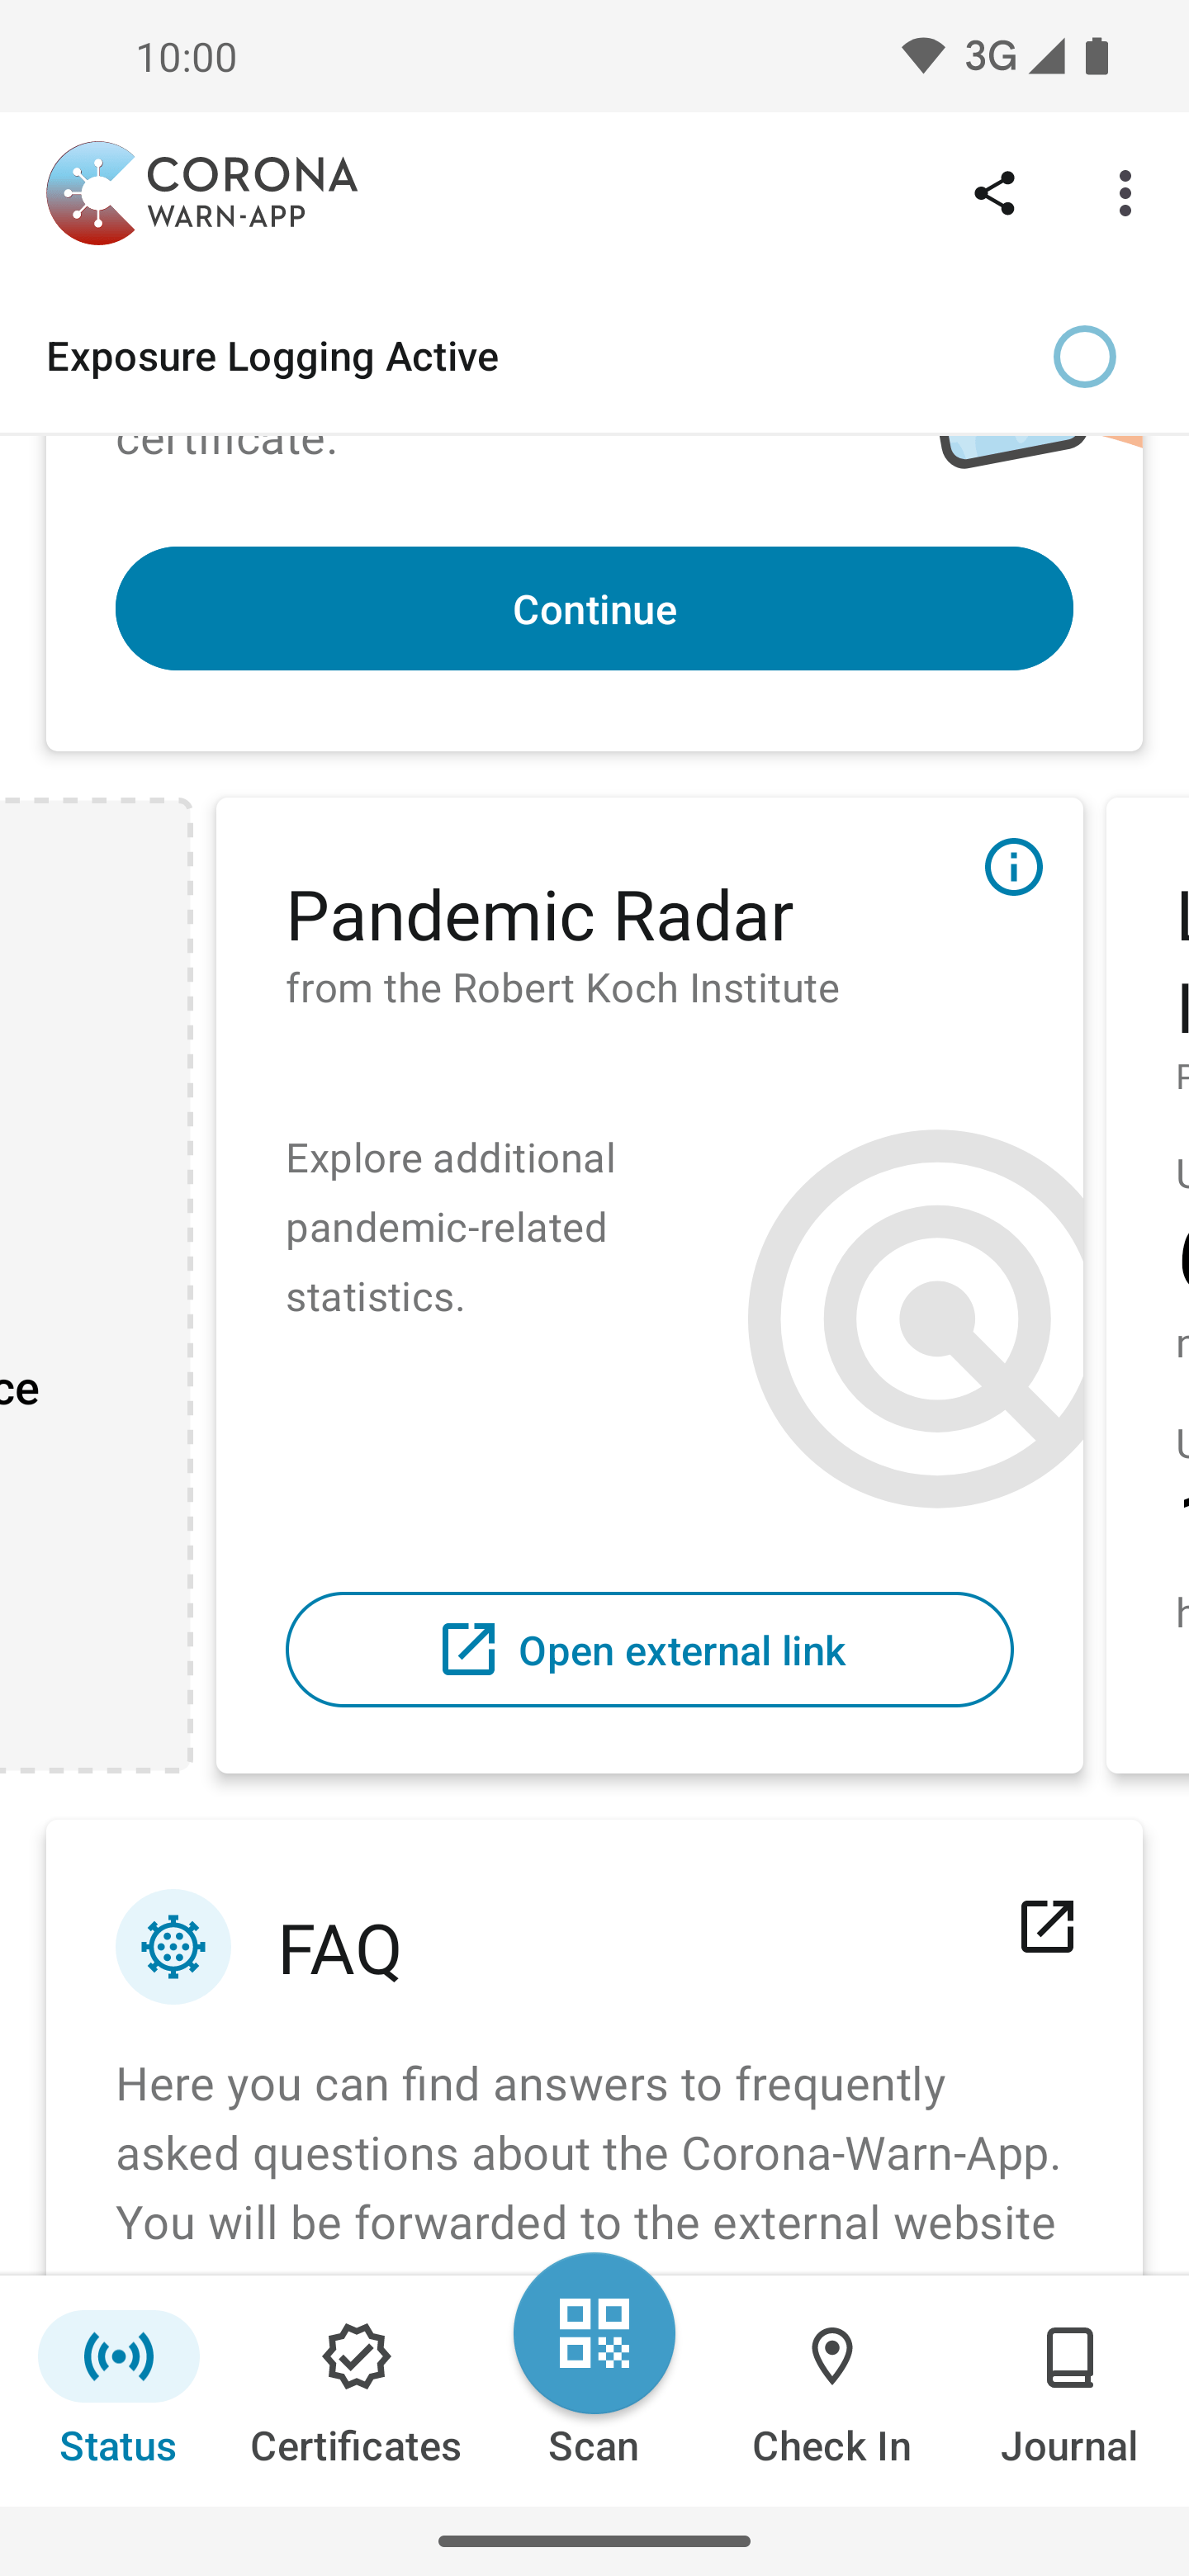 10:00
3G
CORONA
WARN-APP
Exposure Logging Active
certificate.
Continue
Pandemic Radar
from the Robert Koch Institute
Explore additional
pandemic-related
statistics.
Open external link
FAQ
Here you can find answers to frequently
asked questions about the Corona-Warn-App.
You will be forwarded to the external website
Status
Certificates
Scan
Check In
Journal